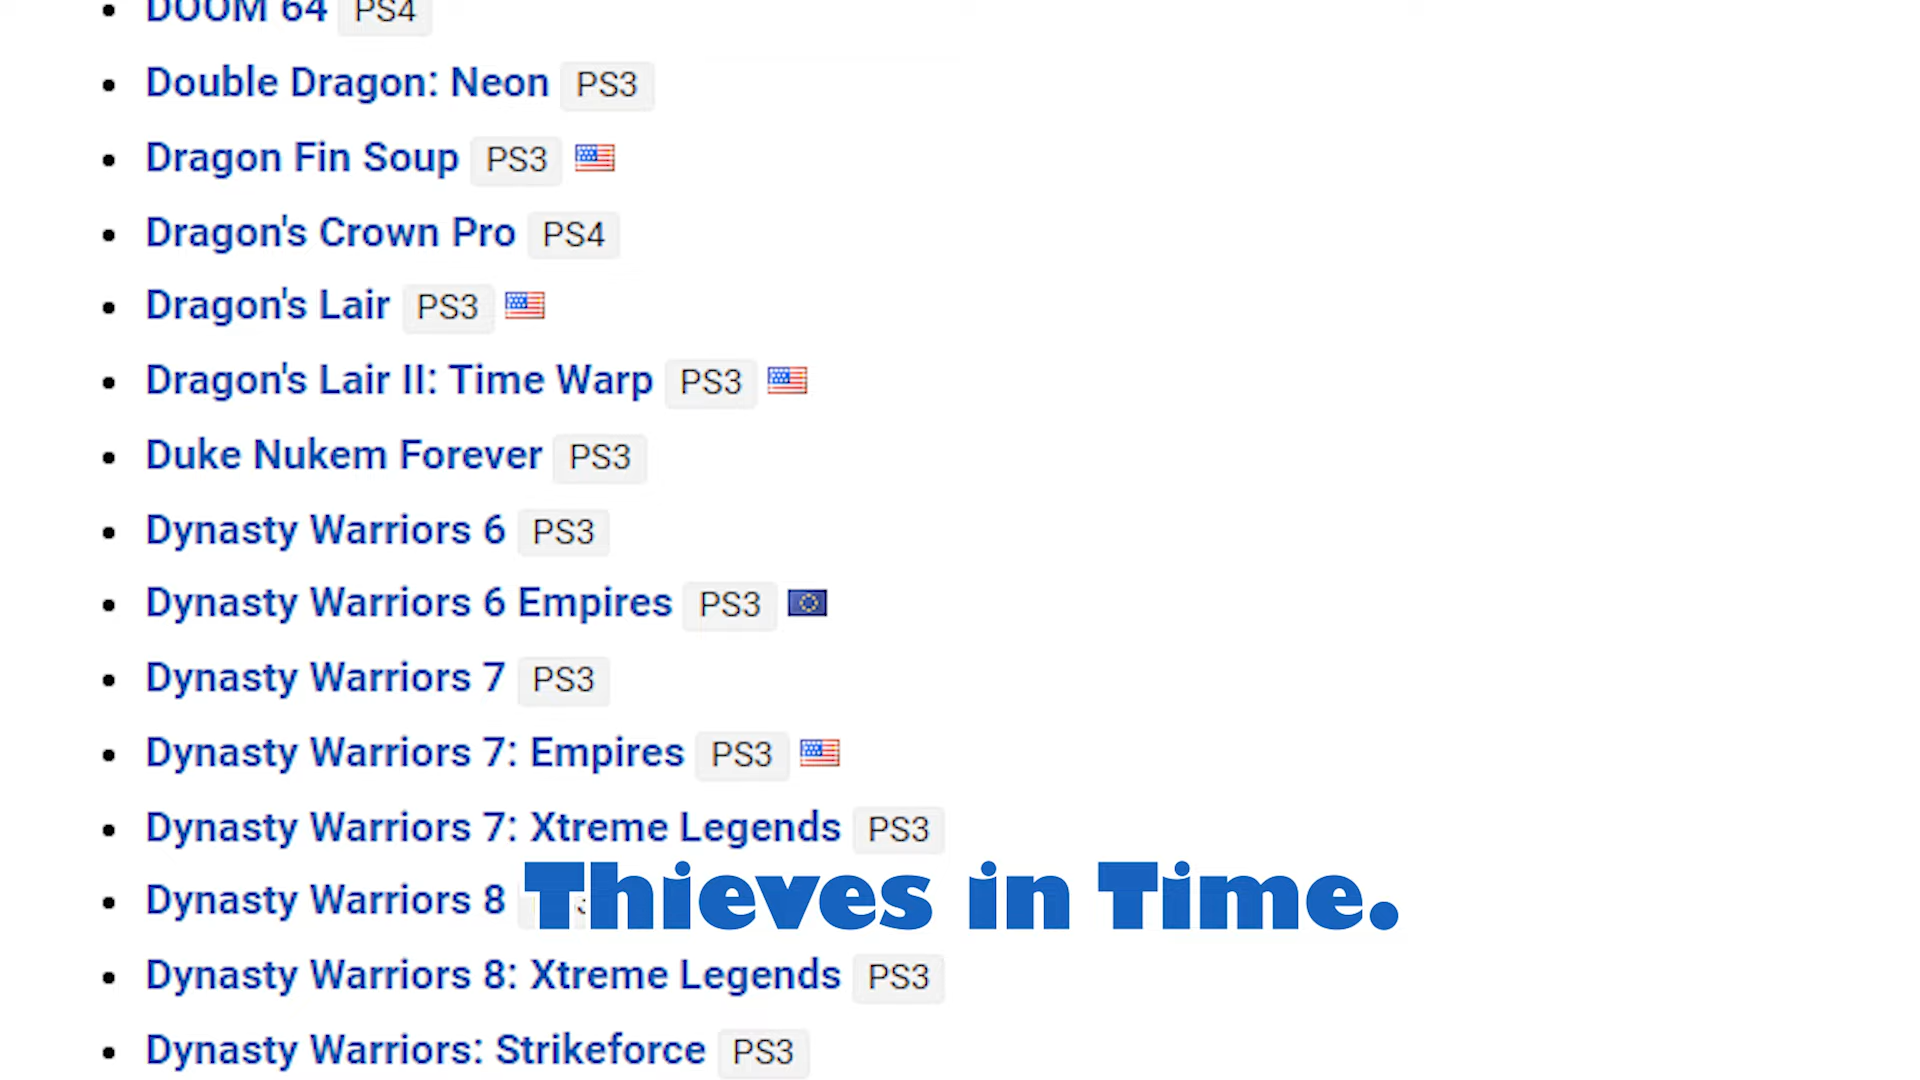 DOOM 64 PS4
Double Dragon: Neon PS3
Dragon Fin Soup PS3
Dragon's Crown Pro PS4
Dragon's Lair PS3
Dragon's Lair II: Time Warp PS3
Duke Nukem Forever PS3
Dynasty Warriors 6 PS3
Dynasty Warriors 6 Empires PS3
Dynasty Warriors 7 PS3
Dynasty Warriors 7: Empires PS3
Dynasty Warriors 7: Xtreme Legends PS3
Dynasty Warriors 8
Thieves in Time.
Dynasty Warriors 8: Xtreme Legends PS3
Dynasty Warriors: Strikeforce PS3